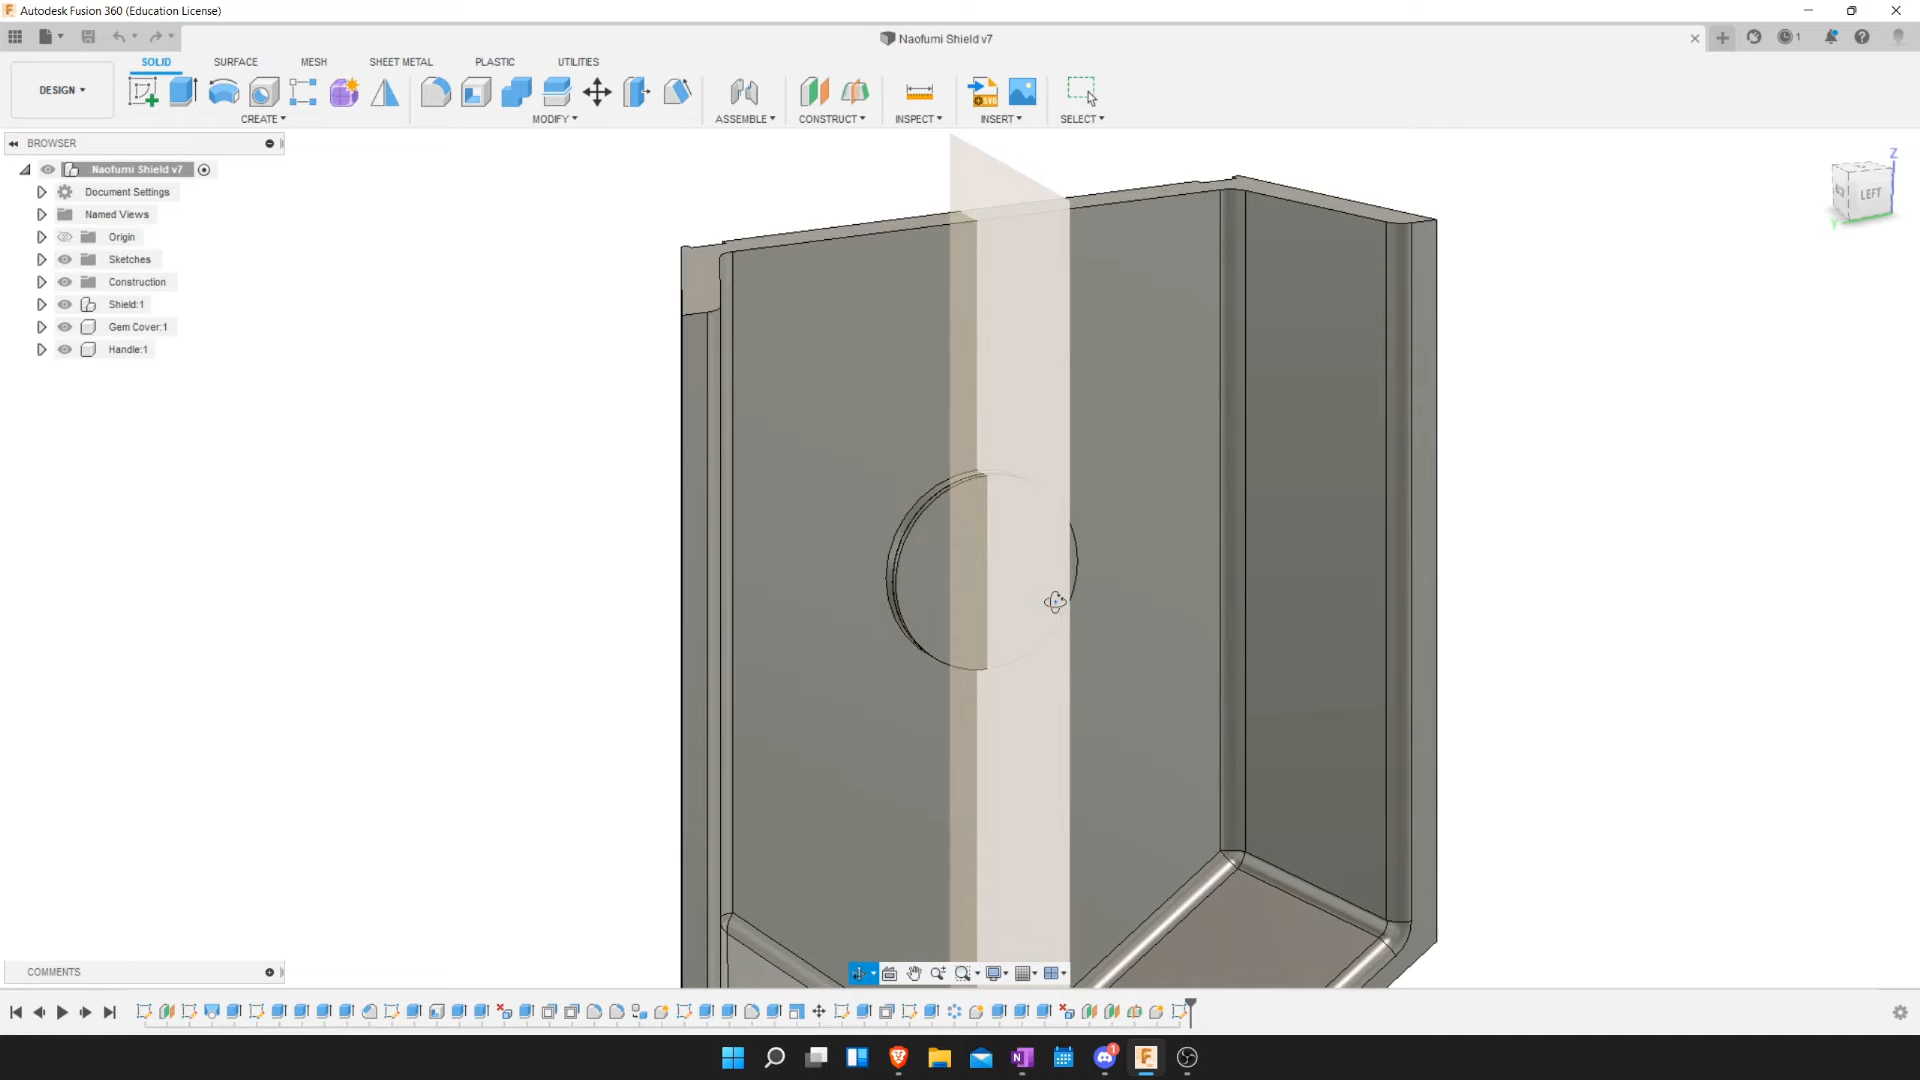 Autodesk Fusion 360 (Education License)
Naofumi Shield v7
1
SOLID
SURFACE
MESH
SHEET METAL
PLASTIC
UTILITIES
DESIGN
CREATE
MODIFY
ASSEMBLE
CONSTRUCT
INSPECT
INSERT
SELECT
BROWSER
Naofumi Shield v7
Document Settings
Named Views
Origin
Sketches
Construction
Shield:1
Gem Cover:1
Handle:1
Z
LEFT
Y
COMMENTS
1